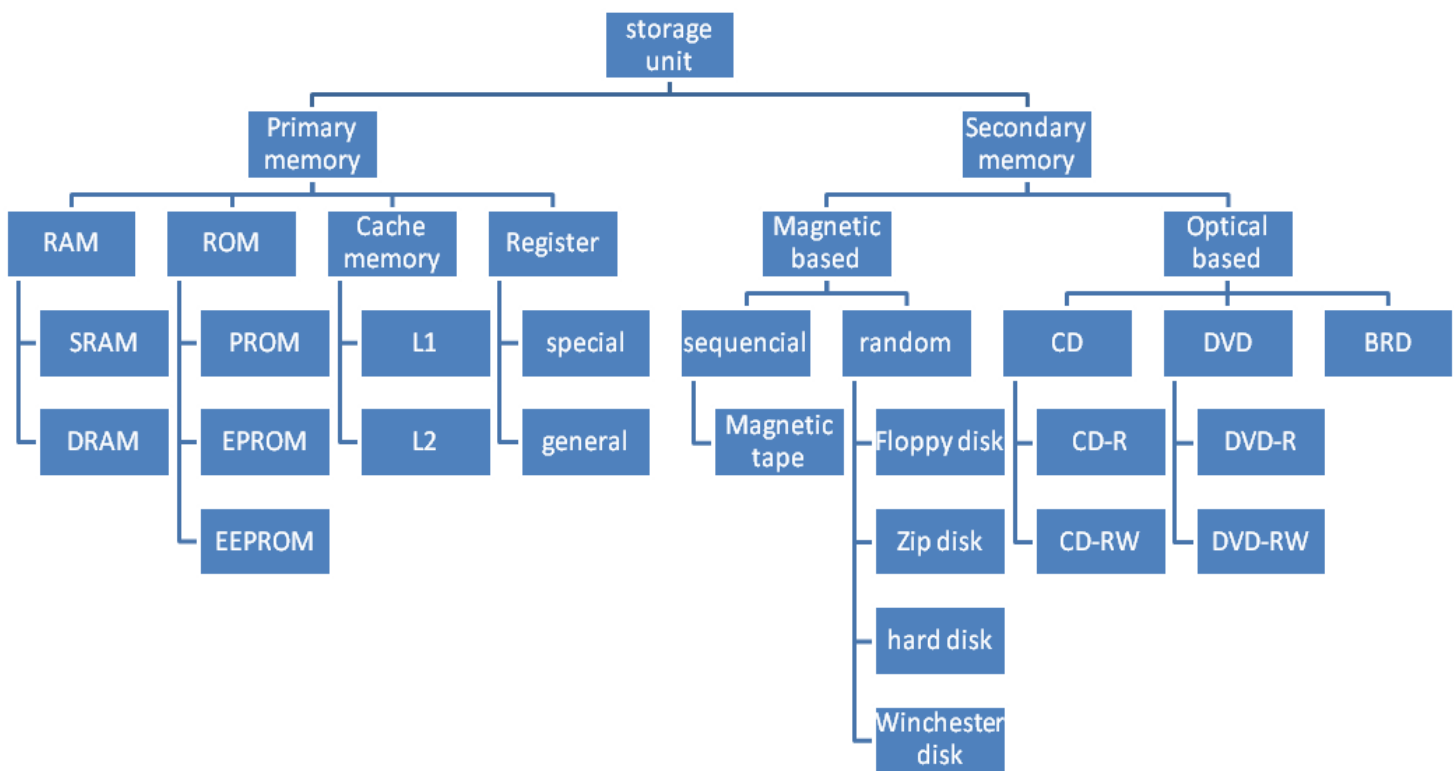 storage
unit
Primary
memory
Secondary
memory
RAM
ROM
Cache
memory
Register
Magnetic
based
Optical
based
SRAM
PROM
L1
special
sequencial
random
CD
DVD
BRD
DRAM
EPROM
L2
general
Magnetic
tape
Floppy disk
CD-R
DVD-R
EEPROM
Zip disk
CD-RW
DVD-RW
hard disk
Winchester
disk